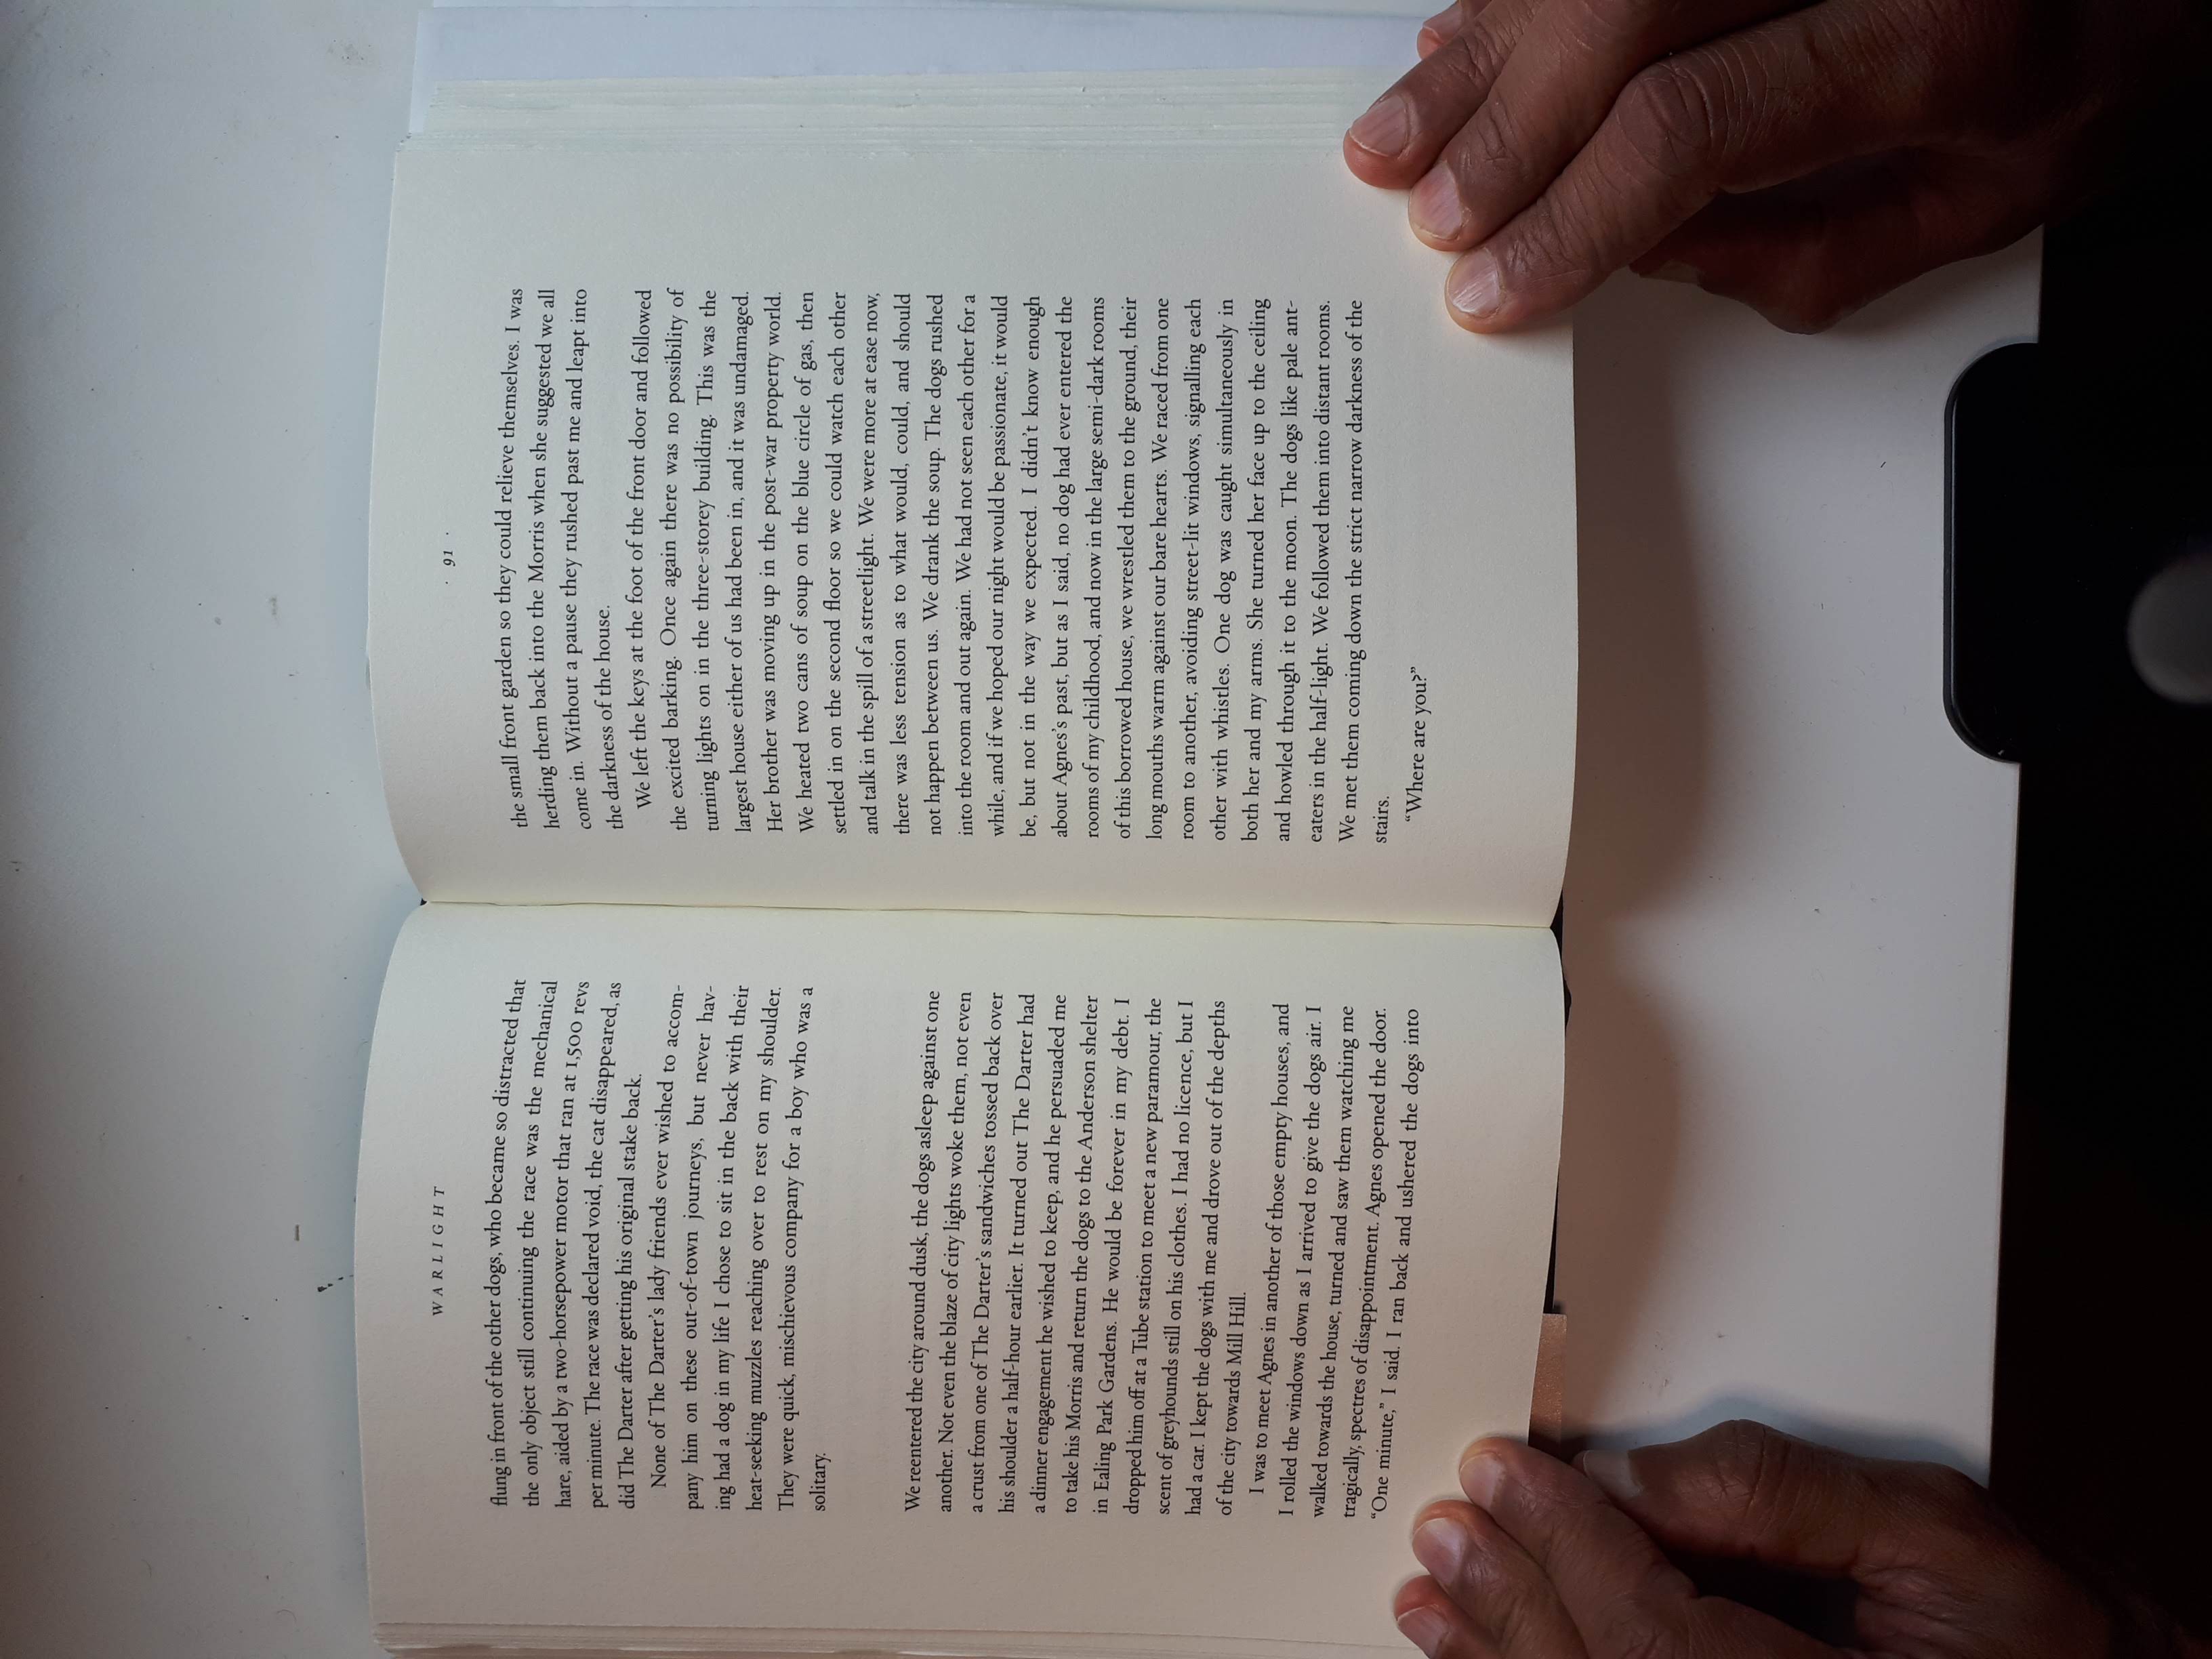 WARLIGHT
flung in front of the other dogs, who became so distracted that
the only object still continuing the race was the mechanical
hare, aided by a two-horsepower motor that ran at 1,500 revs
per minute. The race was declared void, the cat disappeared, as
did The Darter after getting his original stake back.
None of The Darter’s lady friends ever wished to accom-
pany him on these out-of-town journeys, but never hav-
ing had a dog in my life I chose to sit in the back with their
heat-seeking muzzles reaching over to rest on my shoulder.
They were quick, mischievous company for a boy who was a
solitary.
We reentered the city around dusk, the dogs asleep against one
another. Not even the blaze of city lights woke them, not even
a crust from one of The Darter’s sandwiches tossed back over
his shoulder a half-hour earlier. It turned out The Darter had
a dinner engagement he wished to keep, and he persuaded me
to take his Morris and return the dogs to the Anderson shelter
in Ealing Park Gardens. He would be forever in my debt. I
dropped him off at a Tube station to meet a new paramour, the
scent of greyhounds still on his clothes. I had no licence, but I
had a car. I kept the dogs with me and drove out of the depths
of the city towards Mill Hill.
I was to meet Agnes in another of those empty houses, and
I rolled the windows down as I arrived to give the dogs air. I
walked towards the house, turned and saw them watching me
tragically, spectres of disappointment. Agnes opened the door.
“One minute,” I said. I ran back and ushered the dogs into
· 91 ·
the small front garden so they could relieve themselves. I was
herding them back into the Morris when she suggested we all
come in. Without a pause they rushed past me and leapt into
the darkness of the house.
We left the keys at the foot of the front door and followed
the excited barking. Once again there was no possibility of
turning lights on in the three-storey building. This was the
largest house either of us had been in, and it was undamaged.
Her brother was moving up in the post-war property world.
We heated two cans of soup on the blue circle of gas, then
settled in on the second floor so we could watch each other
and talk in the spill of a streetlight. We were more at ease now,
there was less tension as to what would, could, and should
not happen between us. We drank the soup. The dogs rushed
into the room and out again. We had not seen each other for a
while, and if we hoped our night would be passionate, it would
be, but not in the way we expected. I didn’t know enough
about Agnes’s past, but as I said, no dog had ever entered the
rooms of my childhood, and now in the large semi-dark rooms
of this borrowed house, we wrestled them to the ground, their
long mouths warm against our bare hearts. We raced from one
room to another, avoiding street-lit windows, signalling each
other with whistles. One dog was caught simultaneously in
both her and my arms. She turned her face up to the ceiling
and howled through it to the moon. The dogs like pale ant-
eaters in the half-light. We followed them into distant rooms.
We met them coming down the strict narrow darkness of the
stairs.
“Where are you?”